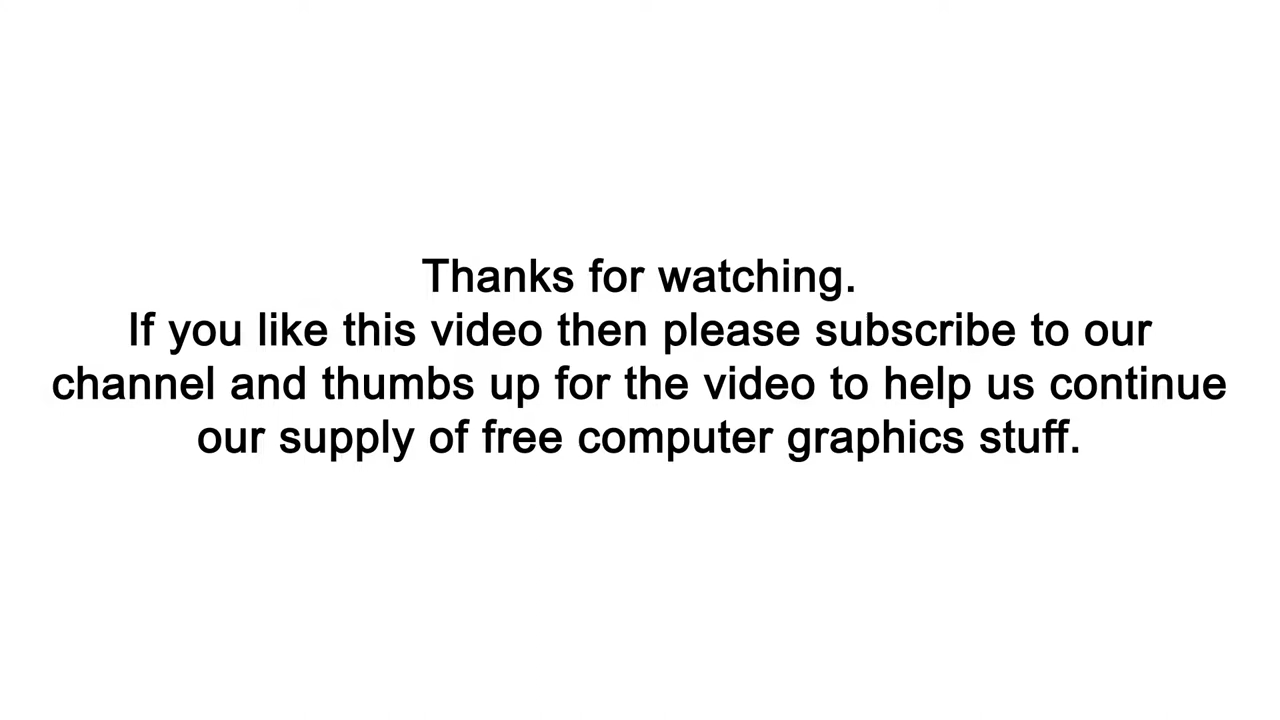 Thanks for watching.
If you like this video then please subscribe to our
channel and thumbs up for the video to help us continue
our supply of free computer graphics stuff.